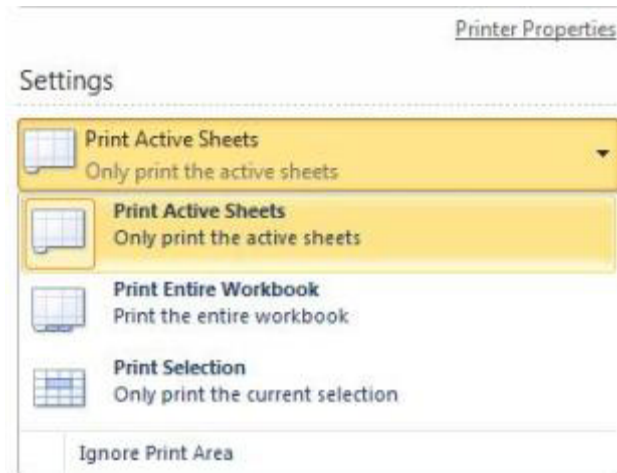 Printer Properties
Settings
Print Active Sheets
Only print the active sheets
Print Active Sheets
Only print the active sheets
Print Entire Workbook
Print the entire workbook
Print Selection
Only print the current selection
Ignore Print Area